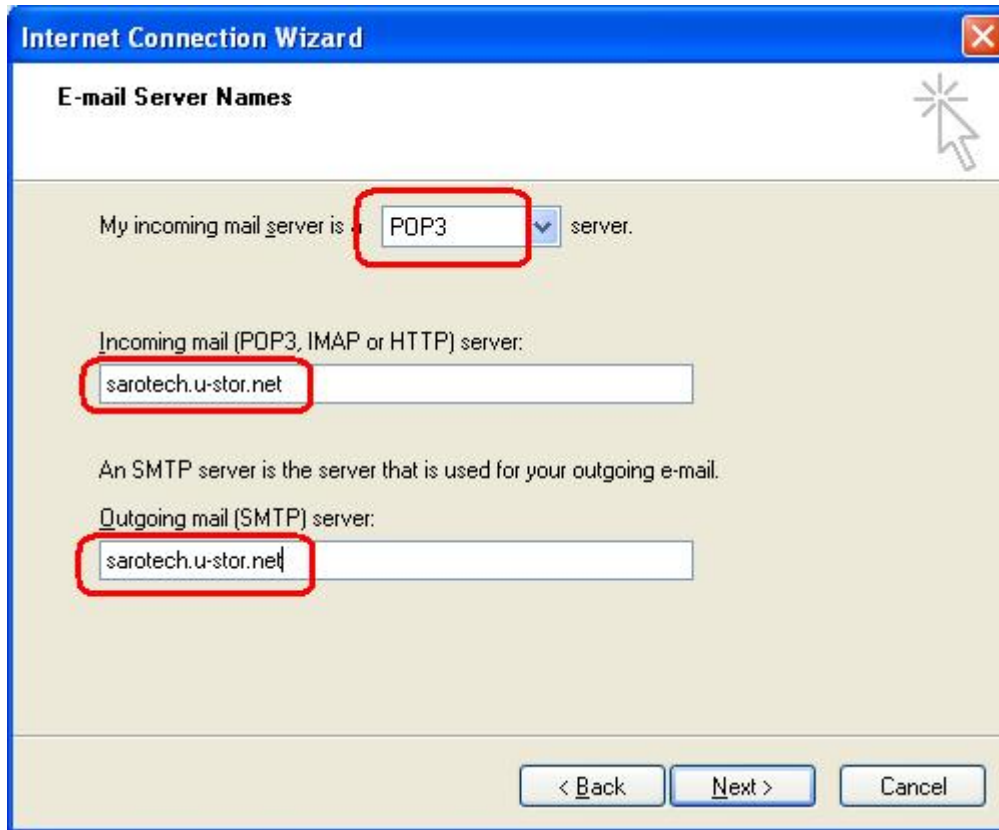 Internet Connection Wizard
E-mail Server Names
My incoming mail server is a POP3 server.
Incoming mail (POP3, IMAP or HTTP) server:
sarotech.u-stor.net
An SMTP server is the server that is used for your outgoing e-mail.
Outgoing mail (SMTP) server:
sarotech.u-stor.net
< Back Next > Cancel